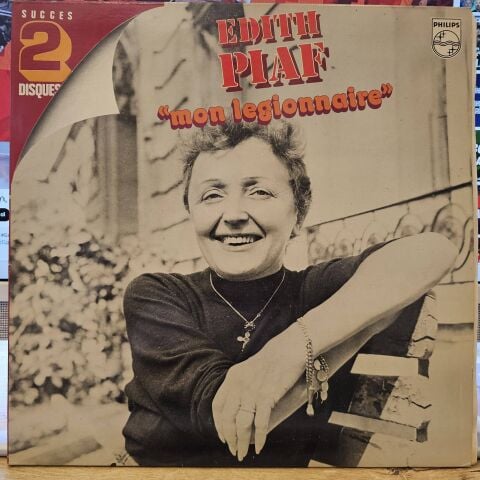 SUCCES
2
DISQUES
EDITH
PIAF
"mon legionnaire"
PHILIPS